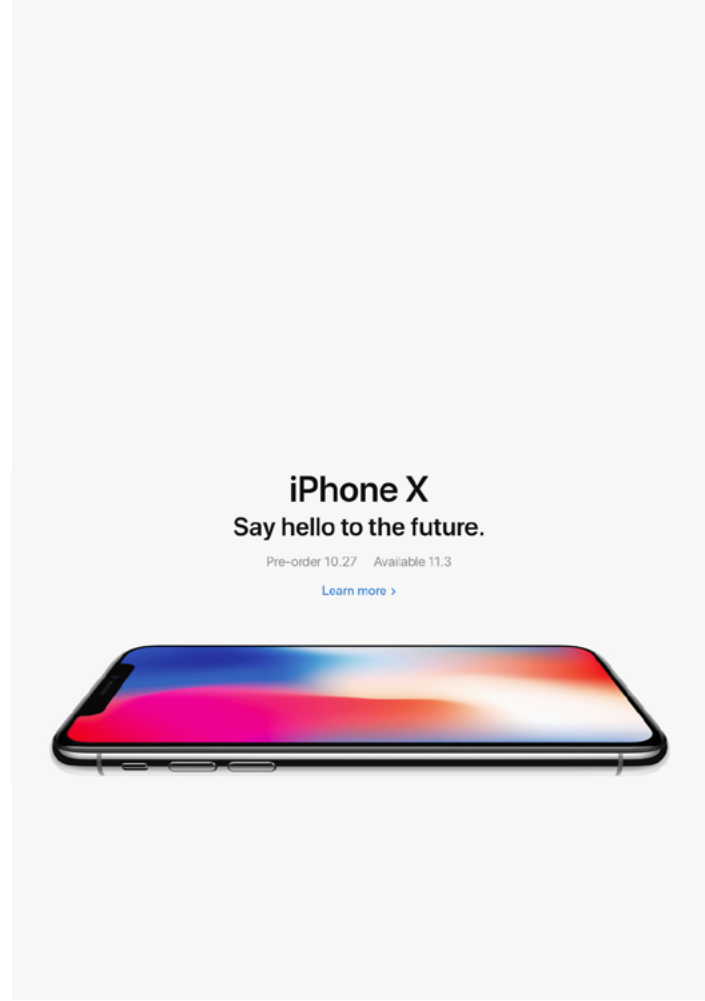 iPhone X
Say hello to the future.
Pre-order 10.27 Available 11.3
Learn more >